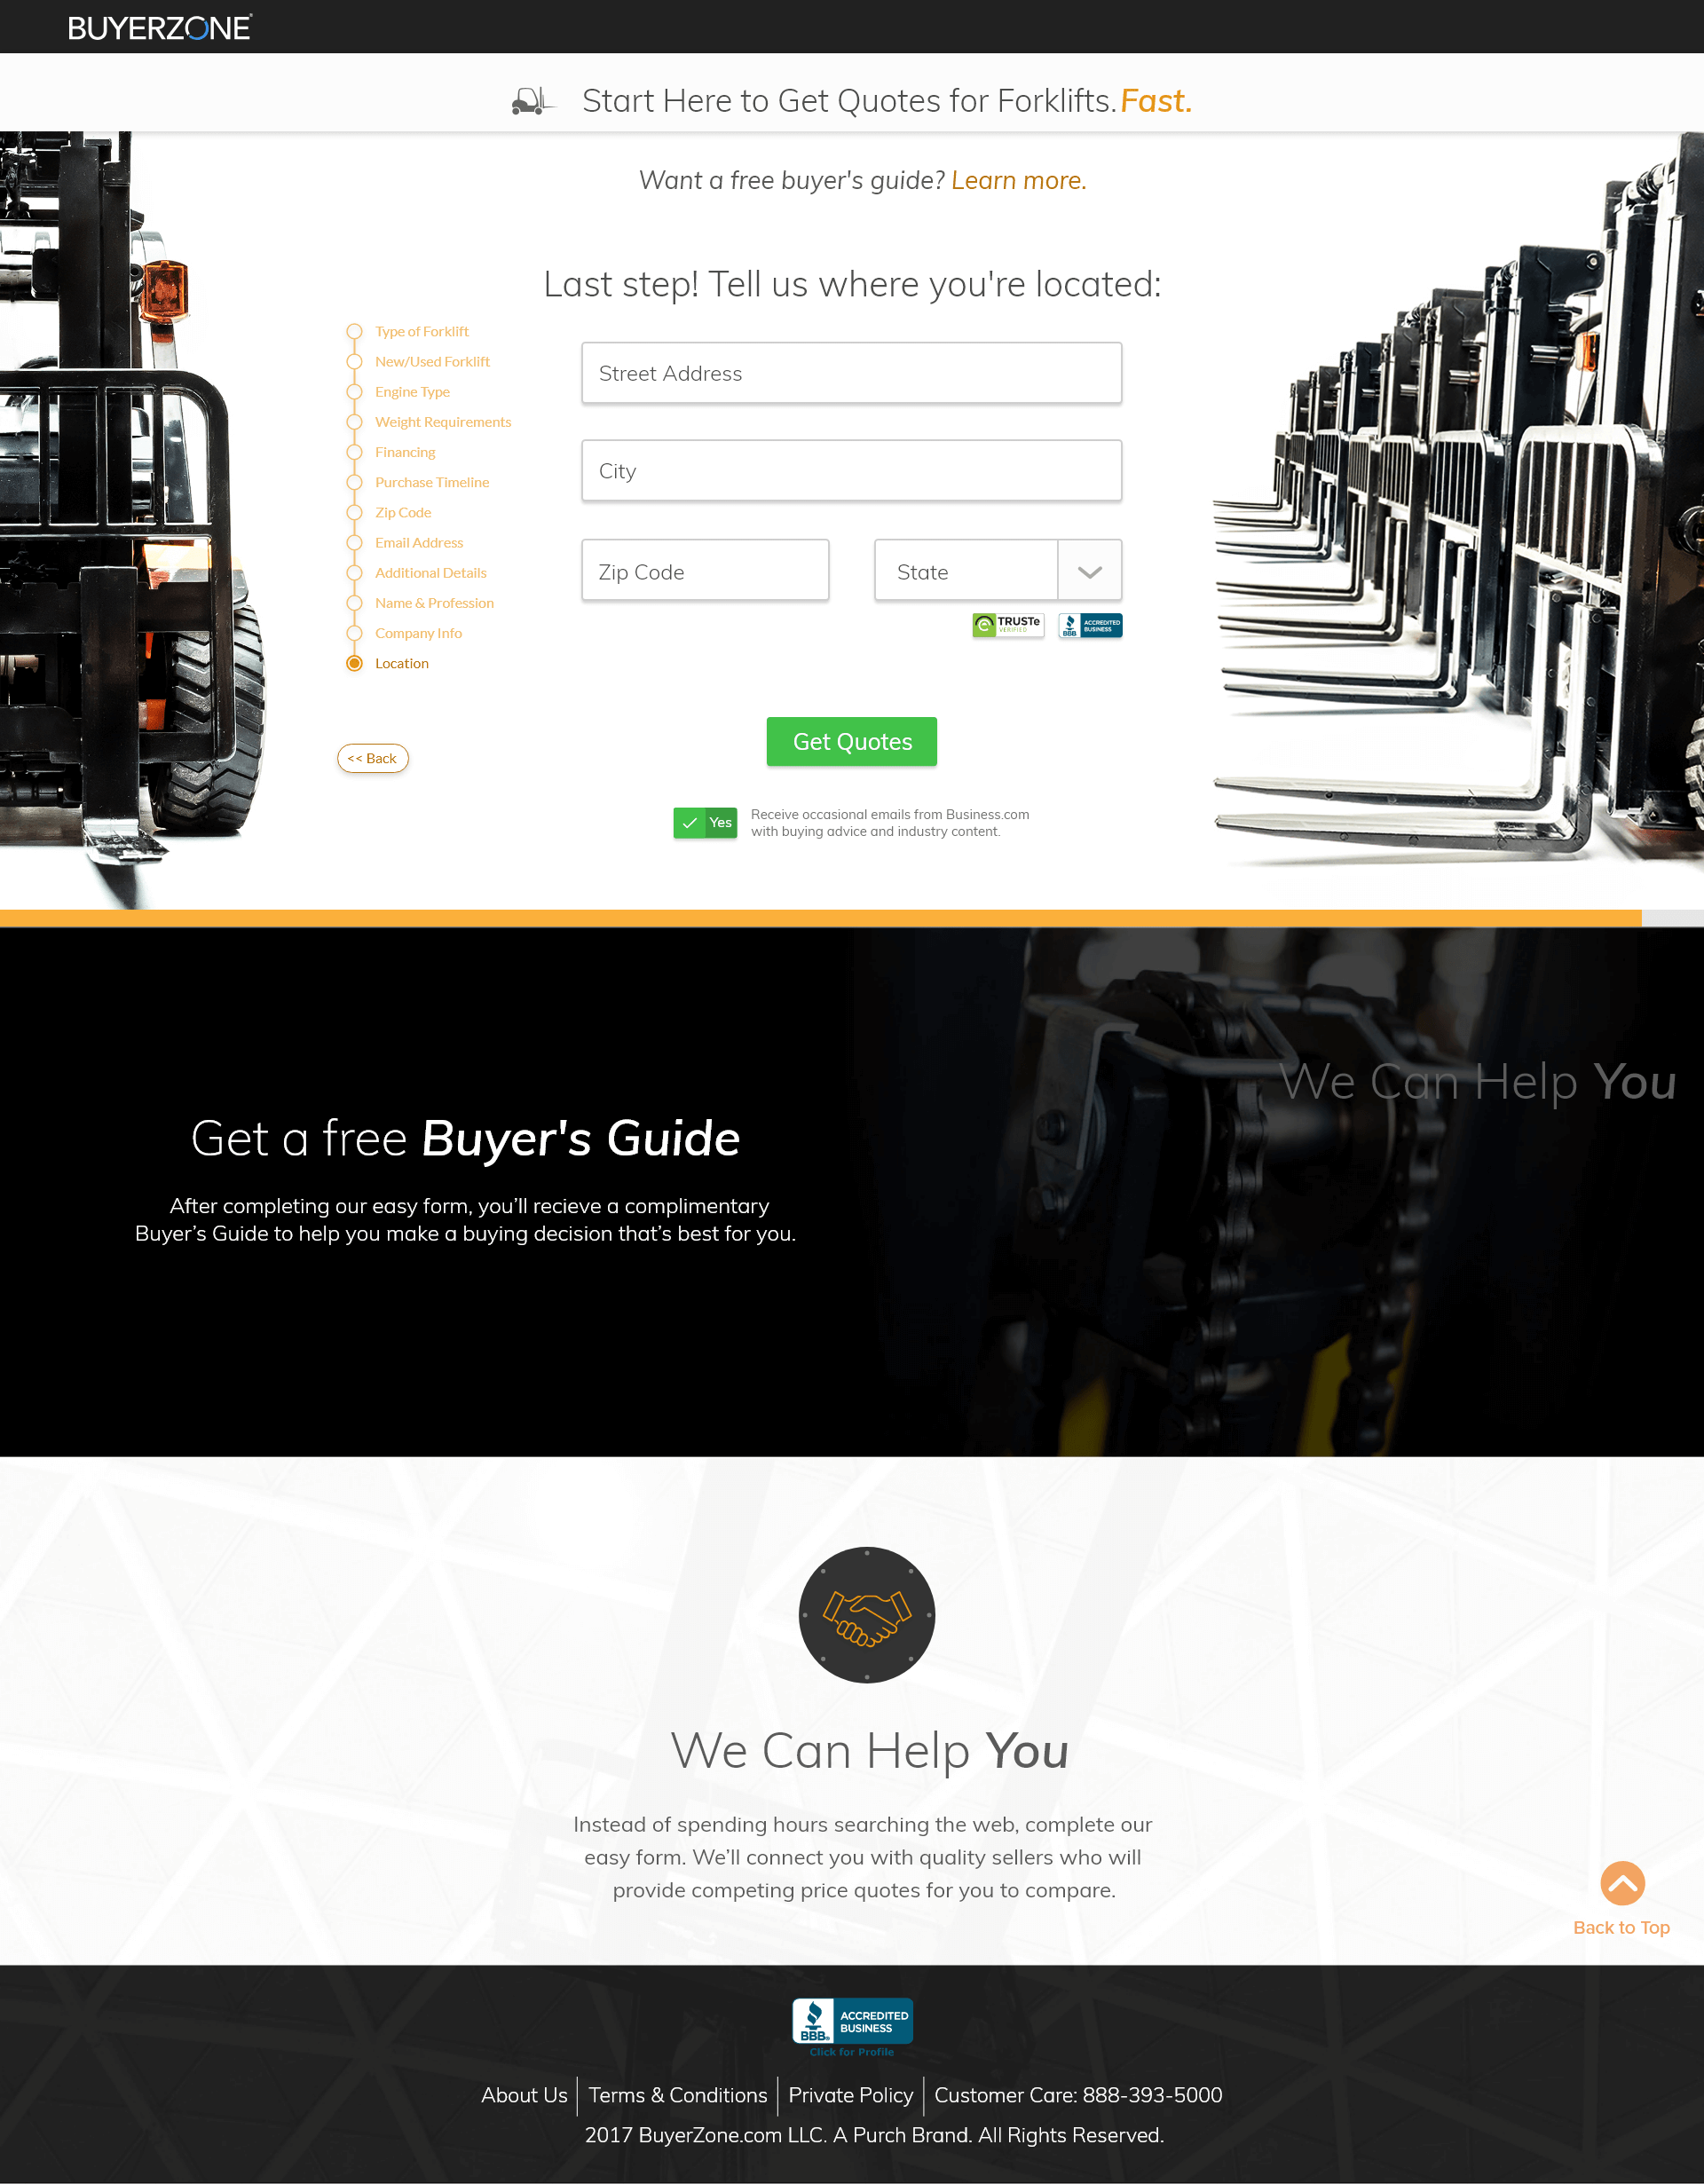 BUYERZONE
Start Here to Get Quotes for Forklifts. Fast.
Want a free buyer's guide? Learn more.
Last step! Tell us where you're located:
Type of Forklift
New/Used Forklift
Engine Type
Weight Requirements
Financing
Purchase Timeline
Zip Code
Email Address
Additional Details
Name & Profession
Company Info
Location
<< Back
Street Address
City
Zip Code
State
TRUSTe
VERIFIED
BBB
ACCREDITED
BUSINESS
Get Quotes
Yes
Receive occasional emails from Business.com
with buying advice and industry content.
We Can Help You
Get a free Buyer's Guide
After completing our easy form, you’ll recieve a complimentary
Buyer’s Guide to help you make a buying decision that’s best for you.
We Can Help You
Instead of spending hours searching the web, complete our
easy form. We’ll connect you with quality sellers who will
provide competing price quotes for you to compare.
Back to Top
BBB
ACCREDITED
BUSINESS
Click for Profile
About Us | Terms & Conditions | Private Policy | Customer Care: 888-393-5000
2017 BuyerZone.com LLC. A Purch Brand. All Rights Reserved.